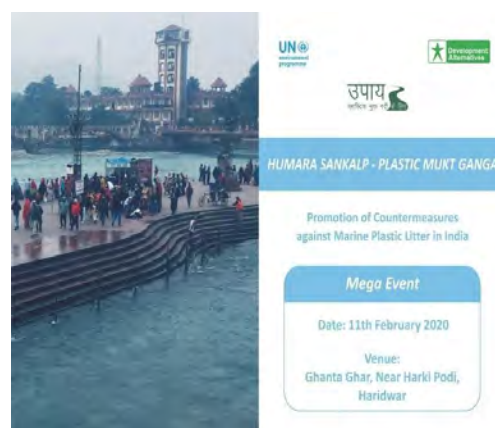 UN
environment
programme
Development
Alternatives
उपाय
HUMARA SANKALP - PLASTIC MUKT GANGA
Promotion of Countermeasures
against Marine Plastic Litter in India
Mega Event
Date: 11th February 2020
Venue:
Ghanta Ghar, Near Harki Podi,
Haridwar